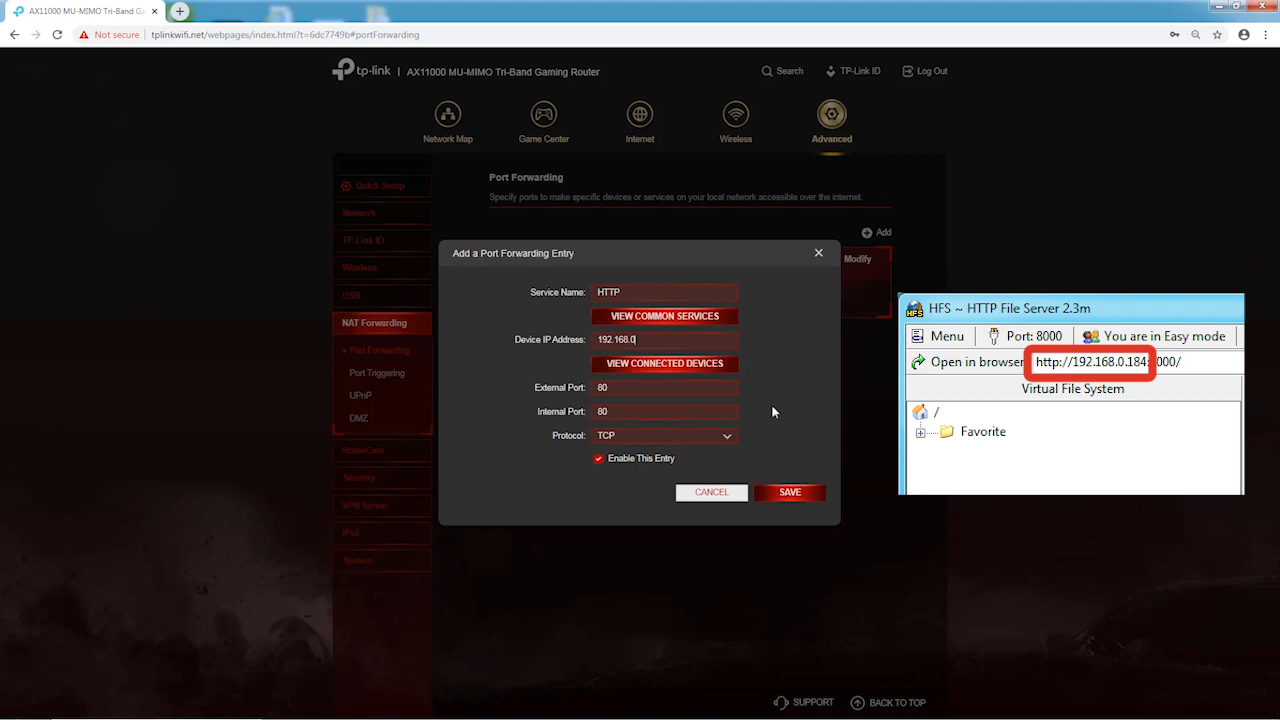 AX11000 MU-MIMO Tri-Band Ga
Not secure | tplinkwifi.net/webpages/index.html?t=6dc7749b#portForwarding
tp-link | AX11000 MU-MIMO Tri-Band Gaming Router
Search
TP-Link ID
Log Out
Network Map
Game Center
Internet
Wireless
Advanced
Quick Setup
Network
TP-Link ID
Wireless
USB
NAT Forwarding
Port Forwarding
Port Triggering
UPnP
DMZ
HomeCare
Security
VPN Server
IPv6
System
Port Forwarding
Specify ports to make specific devices or services on your local network accessible over the internet.
Add
Modify
Add a Port Forwarding Entry
Service Name: HTTP
VIEW COMMON SERVICES
Device IP Address: 192.168.0
VIEW CONNECTED DEVICES
External Port: 80
Internal Port: 80
Protocol: TCP
Enable This Entry
CANCEL
SAVE
HFS ~ HTTP File Server 2.3m
Menu
Port: 8000
You are in Easy mode
Open in browser
http://192.168.0.184:000/
Virtual File System
/
Favorite
SUPPORT
BACK TO TOP